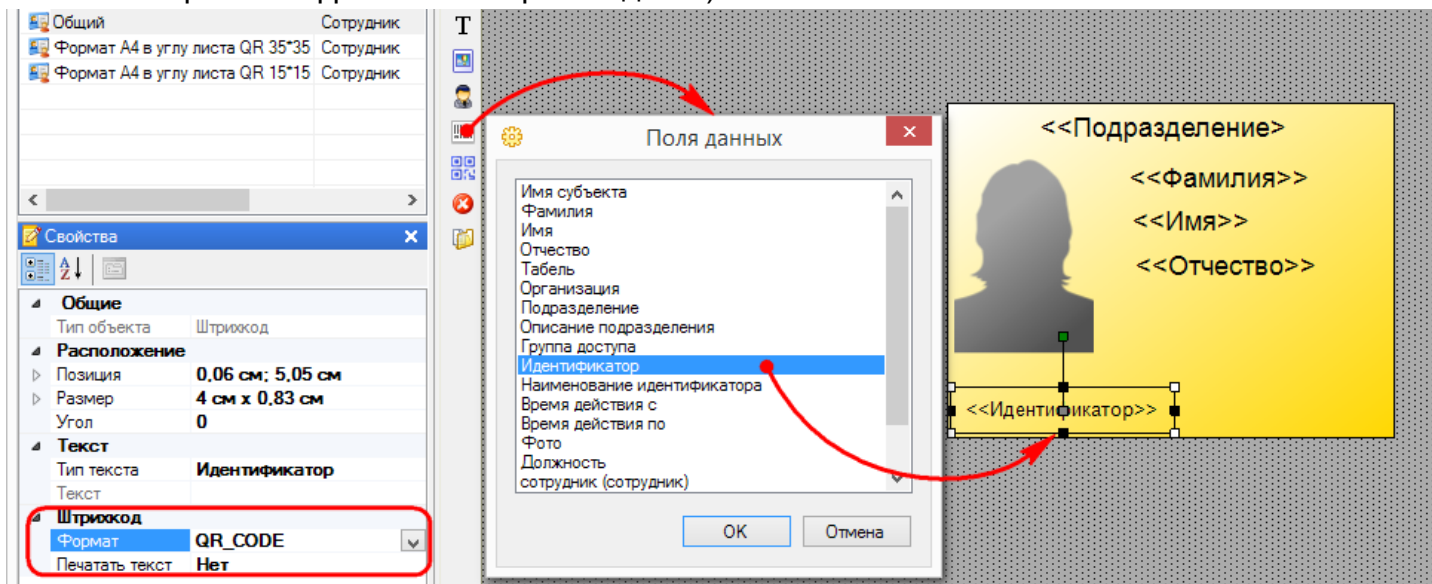 Общий Сотрудник
Формат А4 в углу листа QR 35*35 Сотрудник
Формат А4 в углу листа QR 15*15 Сотрудник
Свойства
Общие
Тип объекта Штрихкод
Расположение
Позиция 0,06 см; 5,05 см
Размер 4 см x 0,83 см
Угол 0
Текст
Тип текста Идентификатор
Текст
Штрихкод
Формат QR_CODE
Печатать текст Нет
T
Поля данных
Имя субъекта
Фамилия
Имя
Отчество
Табель
Организация
Подразделение
Описание подразделения
Группа доступа
Идентификатор
Наименование идентификатора
Время действия с
Время действия по
Фото
Должность
сотрудник (сотрудник)
OK Отмена
<<Подразделение>
<<Фамилия>>
<<Имя>>
<<Отчество>>
<<Идентификатор>>